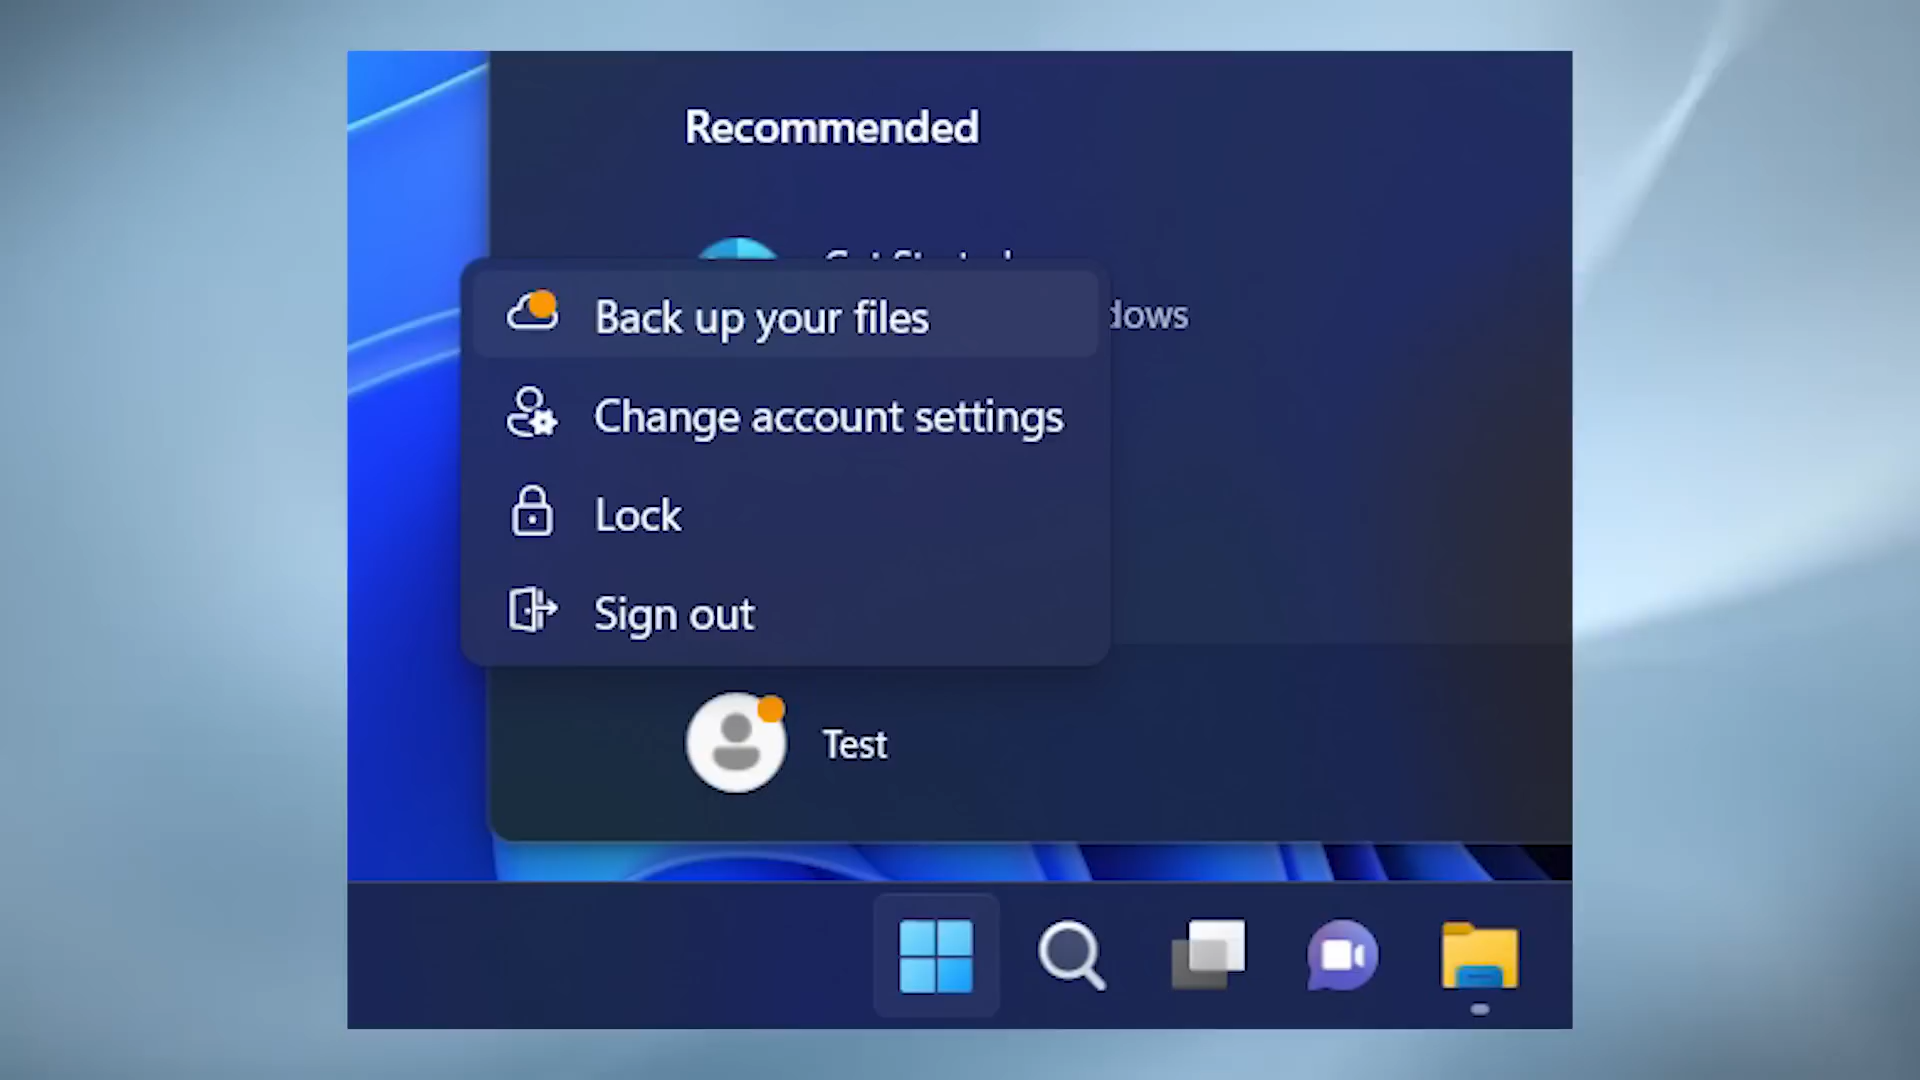 Recommended
Back up your files
Change account settings
Lock
Sign out
Test